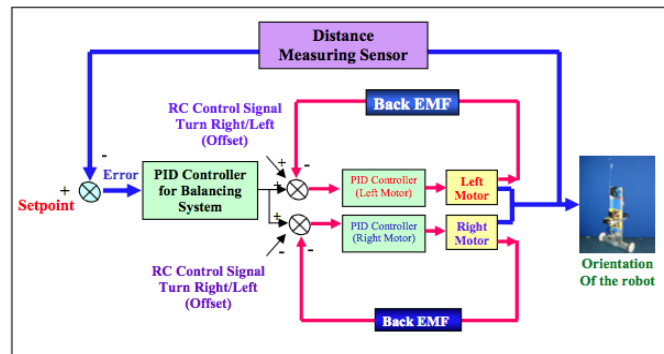 Distance
Measuring Sensor
Back EMF
RC Control Signal
Turn Right/Left
(Offset)
-
+
-
+
+
Setpoint
Error
PID Controller
for Balancing
System
PID Controller
(Left Motor)
Left
Motor
+
-
-
PID Controller
(Right Motor)
Right
Motor
RC Control Signal
Turn Right/Left
(Offset)
Orientation
Of the robot
Back EMF